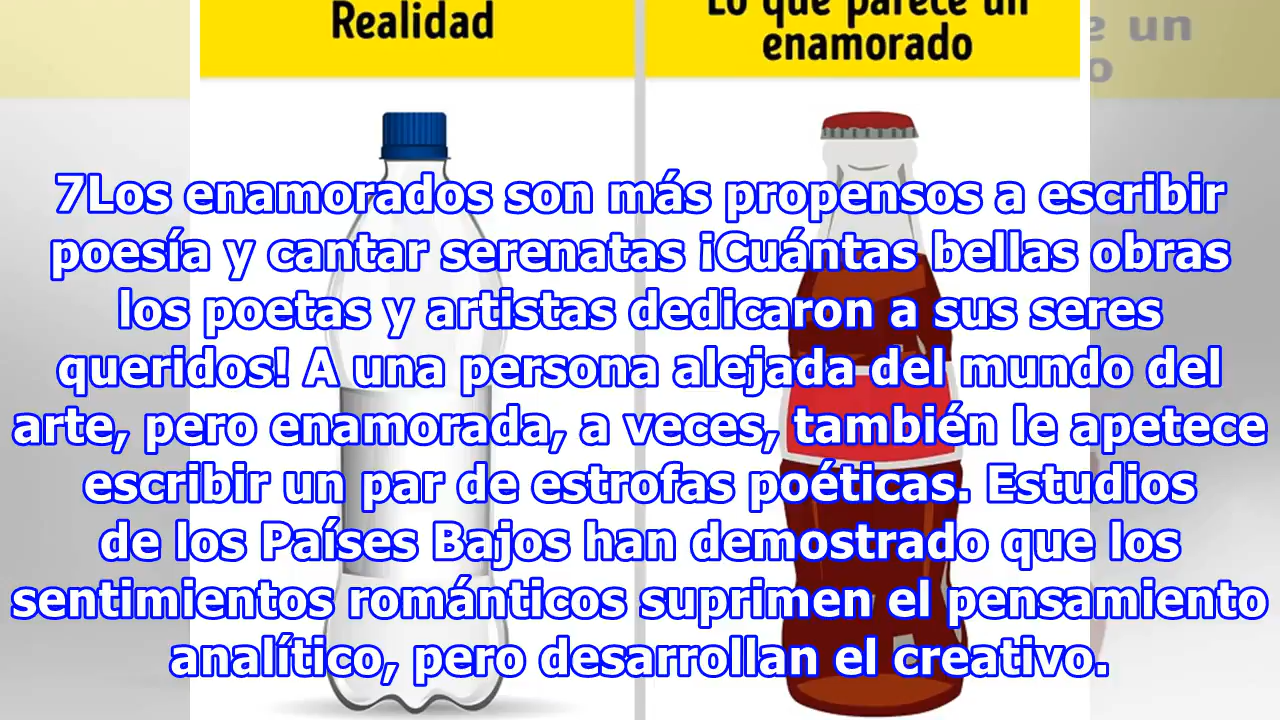 Realidad
Lo que parece un
enamorado
e un
o
7Los enamorados son más propensos a escribir
poesía y cantar serenatas ¡Cuántas bellas obras
los poetas y artistas dedicaron a sus seres
queridos! A una persona alejada del mundo del
arte, pero enamorada, a veces, también le apetece
escribir un par de estrofas poéticas. Estudios
de los Países Bajos han demostrado que los
sentimientos románticos suprimen el pensamiento
analítico, pero desarrollan el creativo.